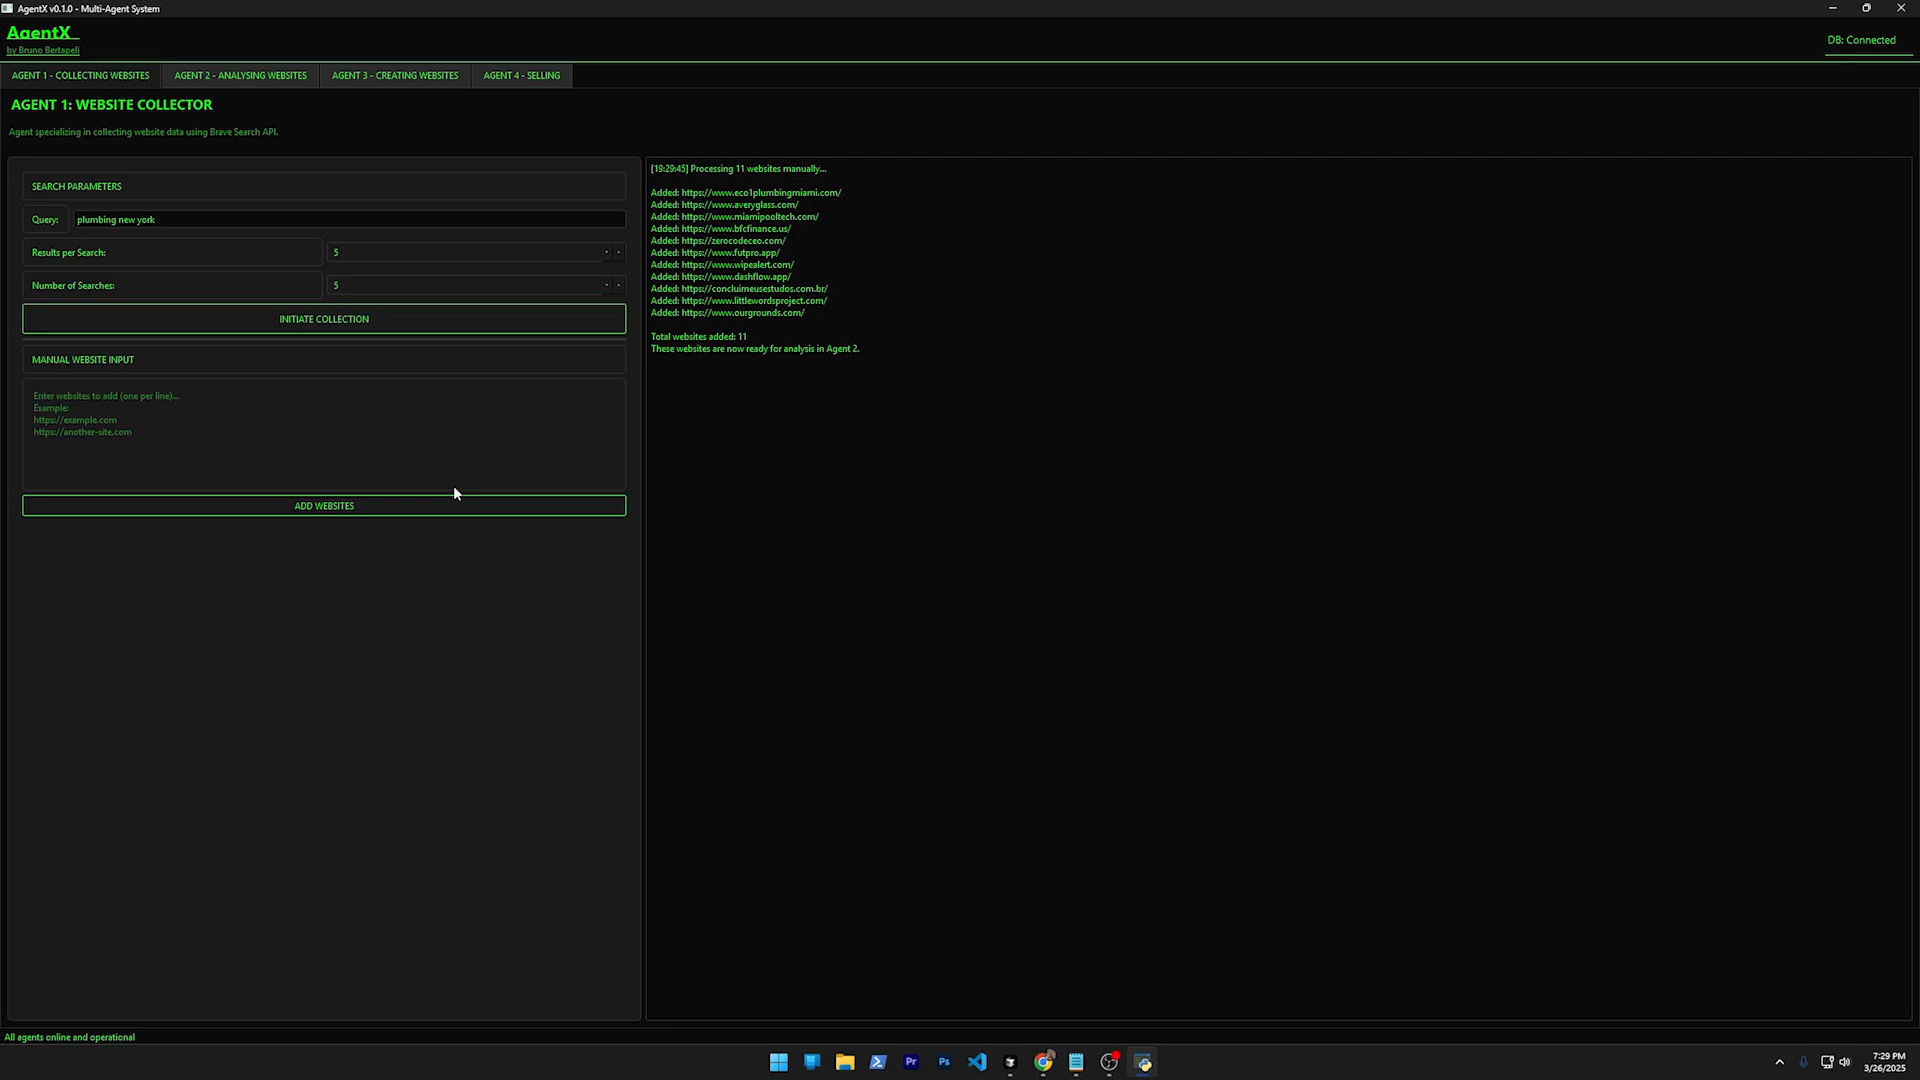 AgentX v0.1.0 - Multi-Agent System
AgentX_
by Bruno Bertapeli
DB: Connected
AGENT 1 - COLLECTING WEBSITES
AGENT 2 - ANALYSING WEBSITES
AGENT 3 - CREATING WEBSITES
AGENT 4 - SELLING
AGENT 1: WEBSITE COLLECTOR
Agent specializing in collecting website data using Brave Search API.
SEARCH PARAMETERS
Query: plumbing new york
Results per Search: 5
Number of Searches: 5
INITIATE COLLECTION
MANUAL WEBSITE INPUT
Enter websites to add (one per line)...
Example:
https://example.com
https://another-site.com
ADD WEBSITES
[19:29:45] Processing 11 websites manually...
Added: https://www.eco1plumbingmiami.com/
Added: https://www.averyglass.com/
Added: https://www.miamipooltech.com/
Added: https://www.bfcfinance.us/
Added: https://zerocodeceo.com/
Added: https://www.futpro.app/
Added: https://www.wipealert.com/
Added: https://www.dashflow.app/
Added: https://concluimeusestudos.com.br/
Added: https://www.littlewordsproject.com/
Added: https://www.ourgrounds.com/
Total websites added: 11
These websites are now ready for analysis in Agent 2.
All agents online and operational
Pr
Ps
7:29 PM
3/26/2025